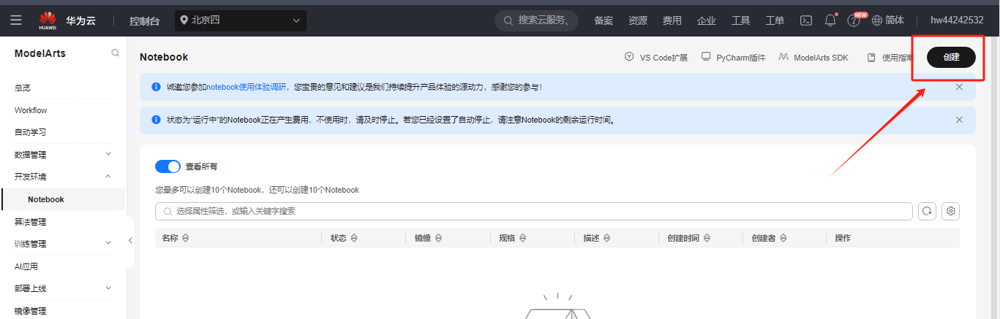 HUAWEI 华为云 控制台 北京四 搜索云服务、 备案 资源 费用 企业 工具 工单 NEW 简体 hw44242532
ModelArts
Notebook VS Code扩展 PyCharm插件 ModelArts SDK 使用指南 创建
诚邀您参加notebook使用体验调研，您宝贵的意见和建议是我们持续提升产品体验的源动力，感谢您的参与！
状态为“运行中”的Notebook正在产生费用，不使用时，请及时停止。若您已经设置了自动停止，请注意Notebook的剩余运行时间。
总览
Workflow
自动学习
数据管理
开发环境
Notebook
算法管理
训练管理
AI应用
部署上线
镜像管理
查看所有
您最多可以创建10个Notebook，还可以创建10个Notebook
选择属性筛选，或输入关键字搜索
名称 状态 镜像 规格 描述 创建时间 创建者 操作